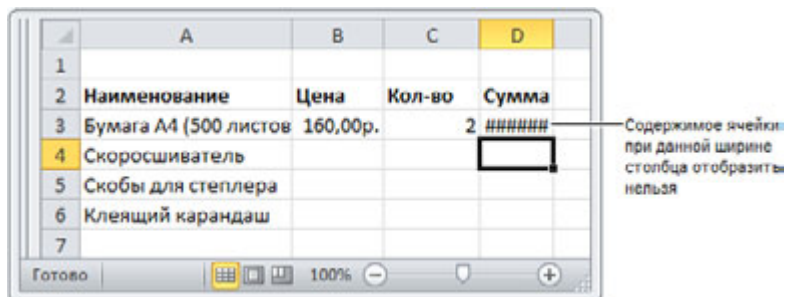 A B C D
1
2 Наименование Цена Кол-во Сумма
3 Бумага А4 (500 листов 160,00р. 2 ######
4 Скоросшиватель
5 Скобы для степлера
6 Клеящий карандаш
7
Готово 100%
Содержимое ячейки
при данной ширине
столбца отобразить
нельзя